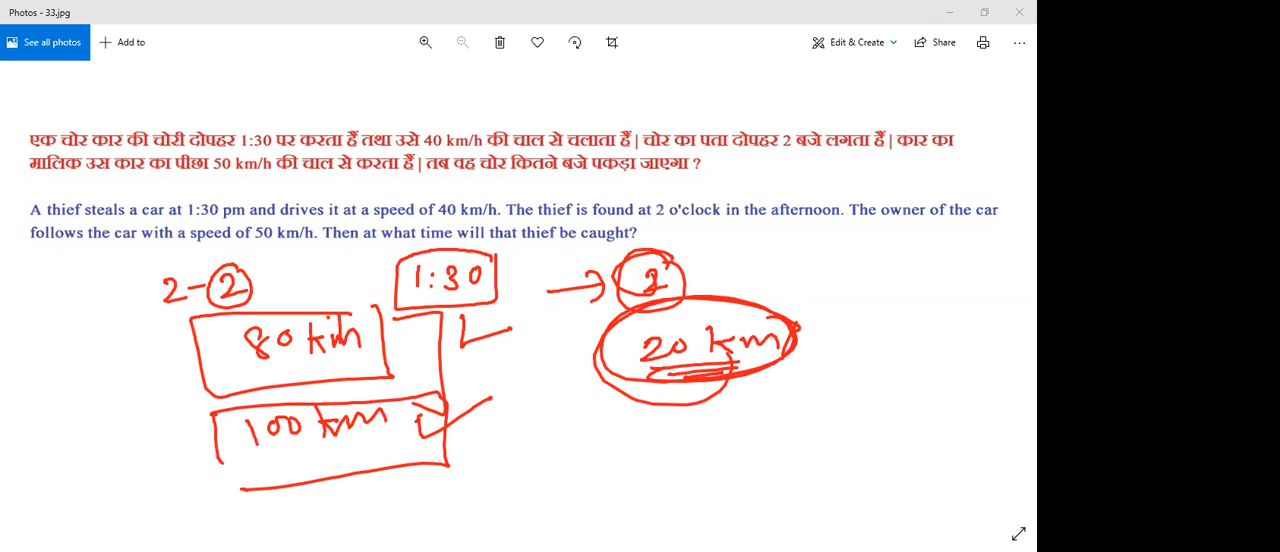 Photos - 33.jpg
See all photos
Add to
Edit & Create
Share
एक चोर कार की चोरी दोपहर 1:30 पर करता हैं तथा उसे 40 km/h की चाल से चलाता हैं | चोर का पता दोपहर 2 बजे लगता हैं | कार का
मालिक उस कार का पीछा 50 km/h की चाल से करता हैं | तब वह चोर कितने बजे पकड़ा जाएगा ?
A thief steals a car at 1:30 pm and drives it at a speed of 40 km/h. The thief is found at 2 o'clock in the afternoon. The owner of the car
follows the car with a speed of 50 km/h. Then at what time will that thief be caught?
2-2 1:30 → 2
80 km 20 km
100 km